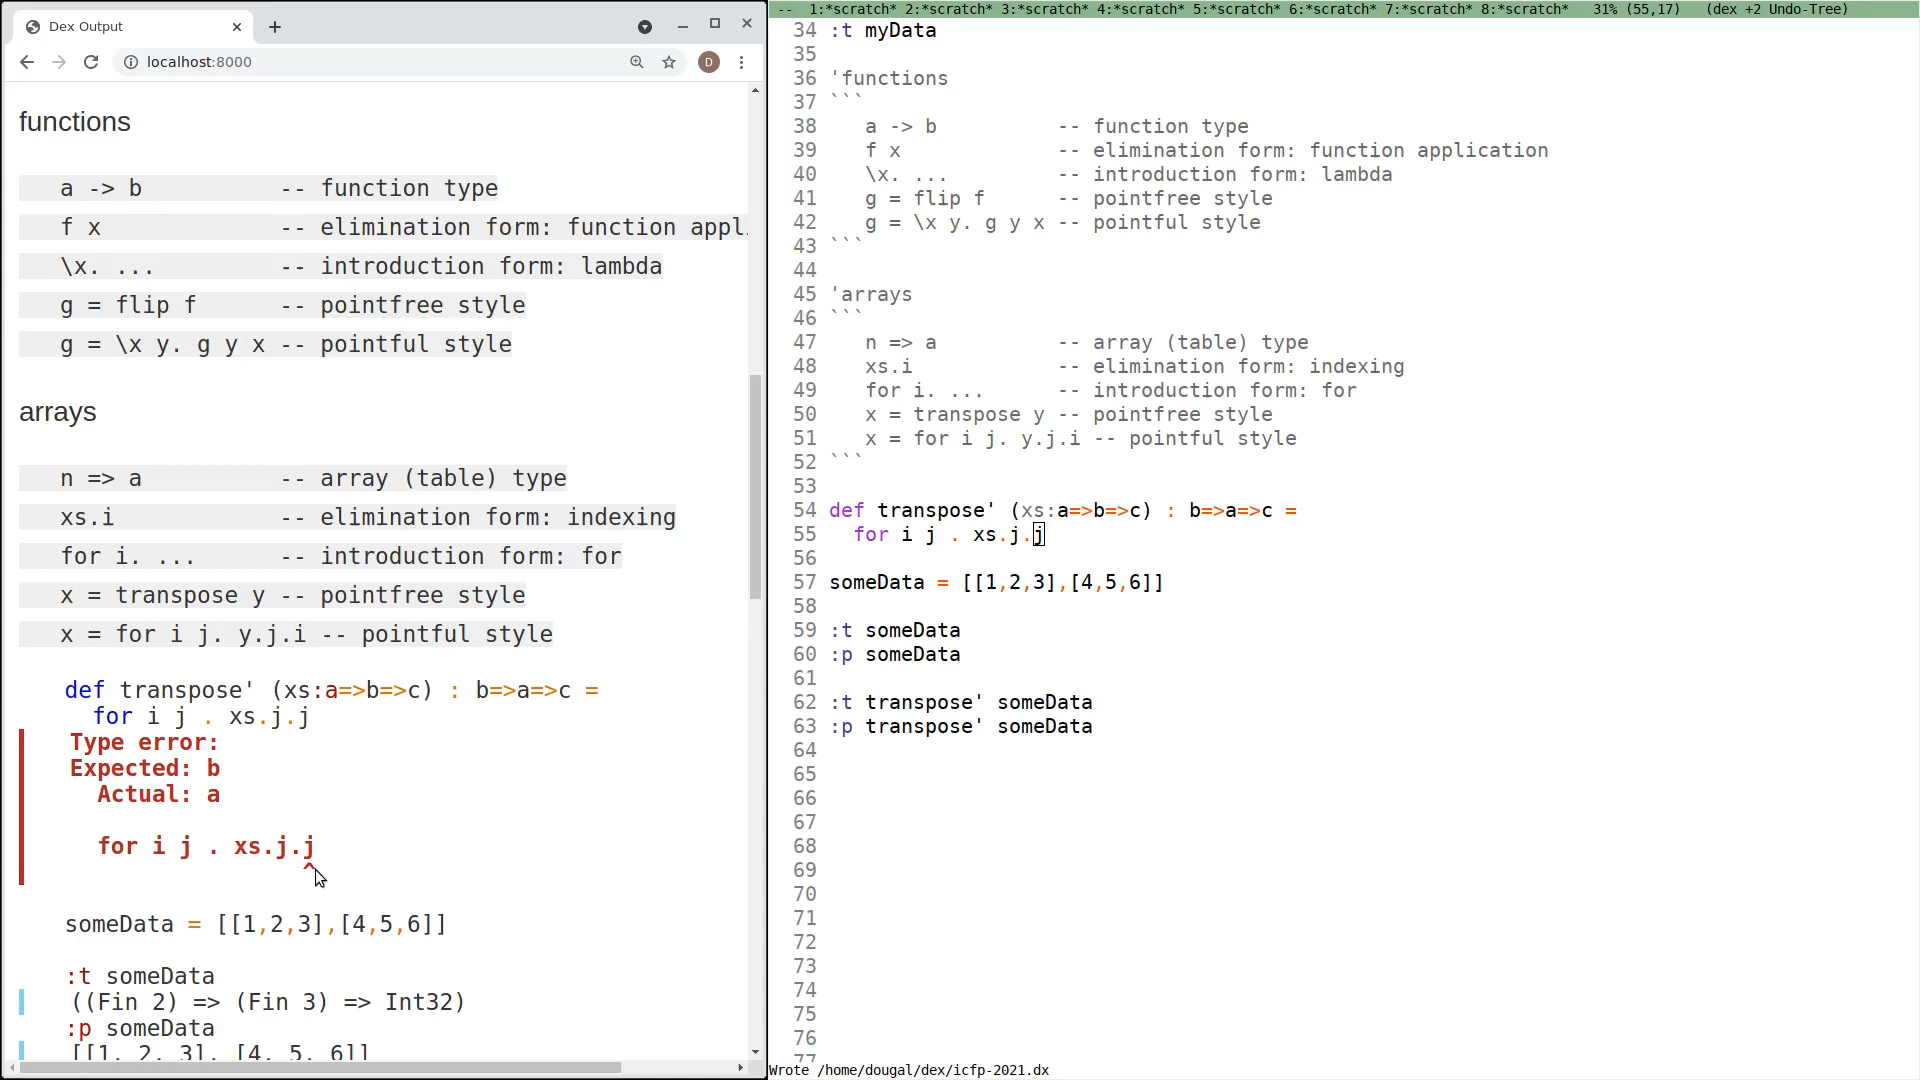 Dex Output
localhost:8000
D
functions
a -> b -- function type
f x -- elimination form: function appl
\x. ... -- introduction form: lambda
g = flip f -- pointfree style
g = \x y. g y x -- pointful style
arrays
n => a -- array (table) type
xs.i -- elimination form: indexing
for i. ... -- introduction form: for
x = transpose y -- pointfree style
x = for i j. y.j.i -- pointful style
def transpose' (xs:a=>b=>c) : b=>a=>c =
for i j . xs.j.j
Type error:
Expected: b
Actual: a
for i j . xs.j.j
^
someData = [[1,2,3],[4,5,6]]
:t someData
((Fin 2) => (Fin 3) => Int32)
:p someData
[[1, 2, 3], [4, 5, 6]]
-- 1:*scratch* 2:*scratch* 3:*scratch* 4:*scratch* 5:*scratch* 6:*scratch* 7:*scratch* 8:*scratch* 31% (55,17) (dex +2 Undo-Tree)
34 :t myData
35
36 'functions
37 ```
38 a -> b -- function type
39 f x -- elimination form: function application
40 \x. ... -- introduction form: lambda
41 g = flip f -- pointfree style
42 g = \x y. g y x -- pointful style
43 ```
44
45 'arrays
46 ```
47 n => a -- array (table) type
48 xs.i -- elimination form: indexing
49 for i. ... -- introduction form: for
50 x = transpose y -- pointfree style
51 x = for i j. y.j.i -- pointful style
52 ```
53
54 def transpose' (xs:a=>b=>c) : b=>a=>c =
55 for i j . xs.j.j
56
57 someData = [[1,2,3],[4,5,6]]
58
59 :t someData
60 :p someData
61
62 :t transpose' someData
63 :p transpose' someData
64
65
66
67
68
69
70
71
72
73
74
75
76
77
Wrote /home/dougal/dex/icfp-2021.dx